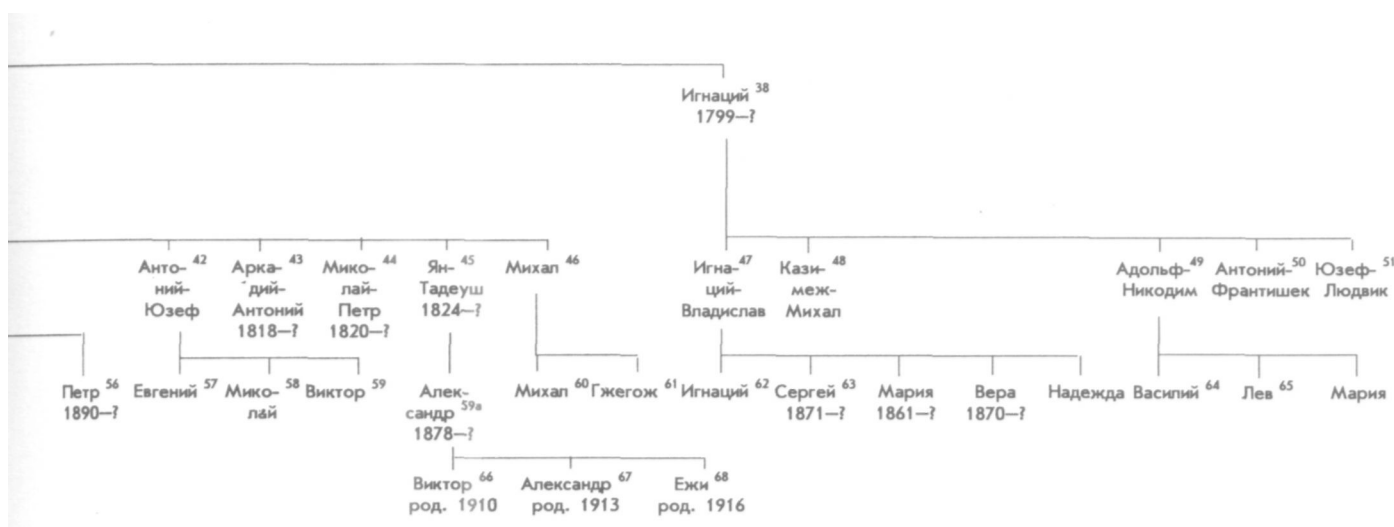 Игнаций 38
1799—?
Анто- 42
ний-
Юзеф
Арка- 43
дий-
Антоний
1818—?
Мико- 44
лай-
Петр
1820—?
Ян- 45
Тадеуш
1824—?
Михал 46
Игна- 47
ций-
Владислав
Кази- 48
меж-
Михал
Адольф- 49
Никодим
Антоний- 50
Франтишек
Юзеф- 51
Людвик
Петр 56
1890—?
Евгений 57
Мико- 58
лай
Виктор 59
Алек-
сандр 59а
1878—?
Михал 60
Гжегож 61
Игнаций 62
Сергей 63
1871—?
Мария
1861—?
Вера
1870—?
Надежда
Василий 64
Лев 65
Мария
Виктор 66
род. 1910
Александр 67
род. 1913
Ежи 68
род. 1916